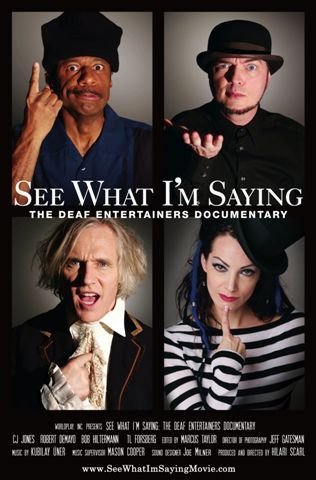 SEE WHAT I'M SAYING
THE DEAF ENTERTAINERS DOCUMENTARY
WORLDPLAY, INC. PRESENTS SEE WHAT I'M SAYING: THE DEAF ENTERTAINERS DOCUMENTARY
CJ JONES ROBERT DEMAYO BOB HILTERMANN TL FORSBERG EDITED BY MARCUS TAYLOR DIRECTOR OF PHOTOGRAPHY JEFF GATESMAN
MUSIC BY KUBILAY ÜNER MUSIC SUPERVISOR MASON COOPER SOUND DESIGNER JOE MILNER PRODUCED AND DIRECTED BY HILARI SCARL
www.SeeWhatImSayingMovie.com